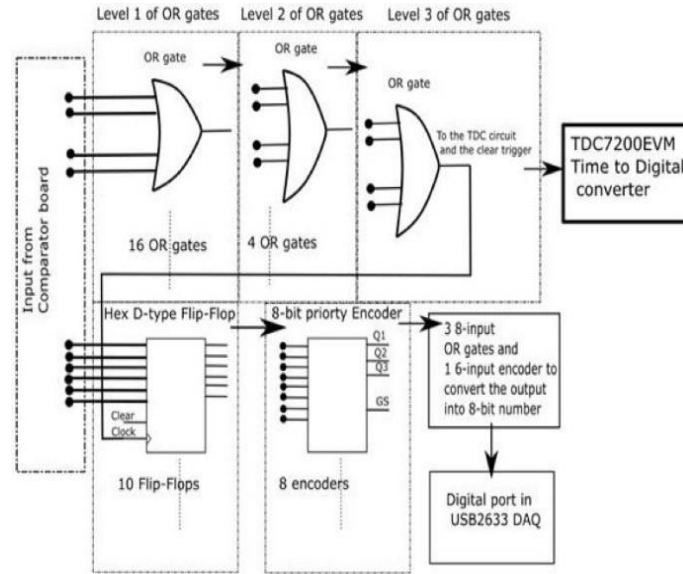 Level 1 of OR gates
Level 2 of OR gates
Level 3 of OR gates
OR gate
OR gate
OR gate
To the TDC circuit
and the clear trigger
TDC7200EVM
Time to Digital
converter
Input from
Comparator board
16 OR gates
4 OR gates
Hex D-type Flip-Flop
8-bit priorty Encoder
Q1
Q2
Q3
GS
Clear
Clock
3 8-input
OR gates and
1 6-input encoder to
convert the output
into 8-bit number
10 Flip-Flops
8 encoders
Digital port in
USB2633 DAQ